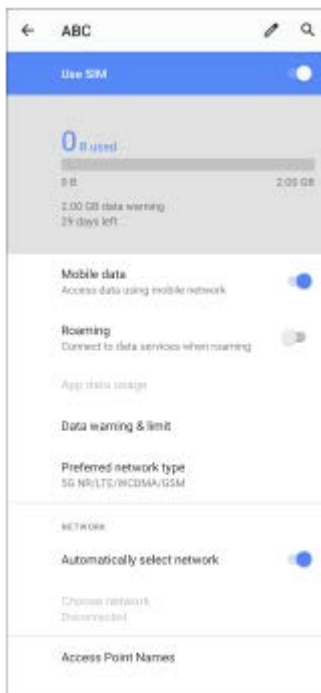 ABC
Use SIM
0 B used
0 B 2.00 GB
2.00 GB data warning
29 days left
Mobile data
Access data using mobile network
Roaming
Connect to data services when roaming
App data usage
Data warning & limit
Preferred network type
5G NR/LTE/WCDMA/GSM
NETWORK
Automatically select network
Choose network
Disconnected
Access Point Names